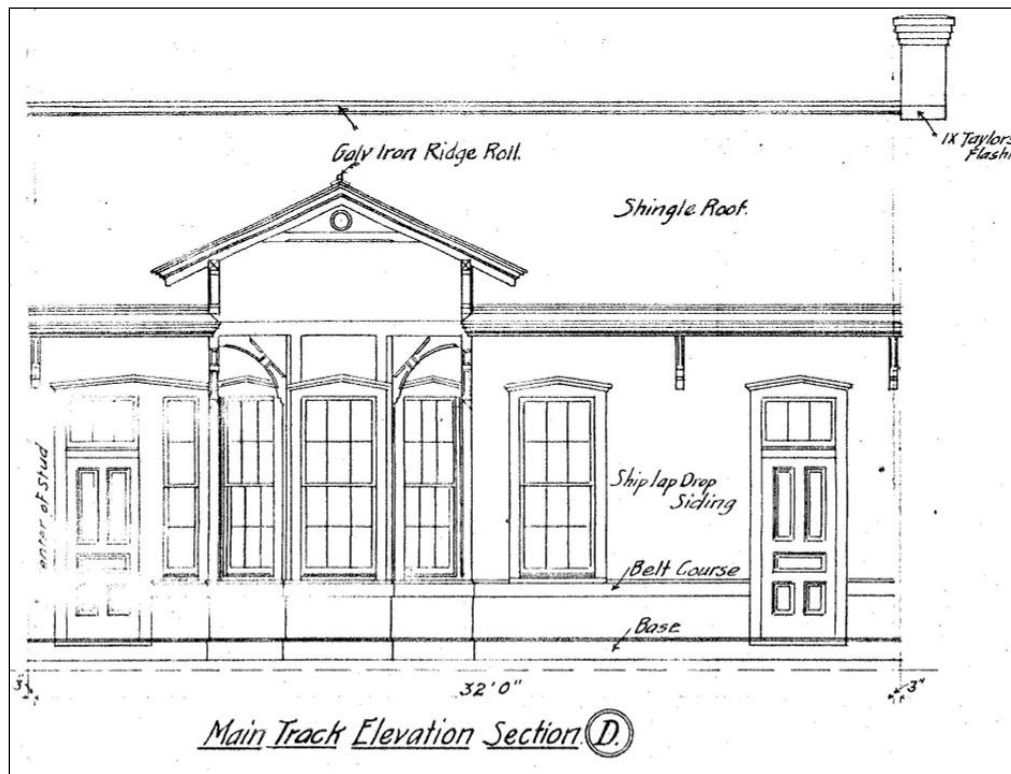 IX Taylors
Flashi
Galv Iron Ridge Roll.
Shingle Roof.
enter of Stud
Ship lap Drop
Siding
Belt Course
Base
3"
32'0"
3"
Main Track Elevation Section D.